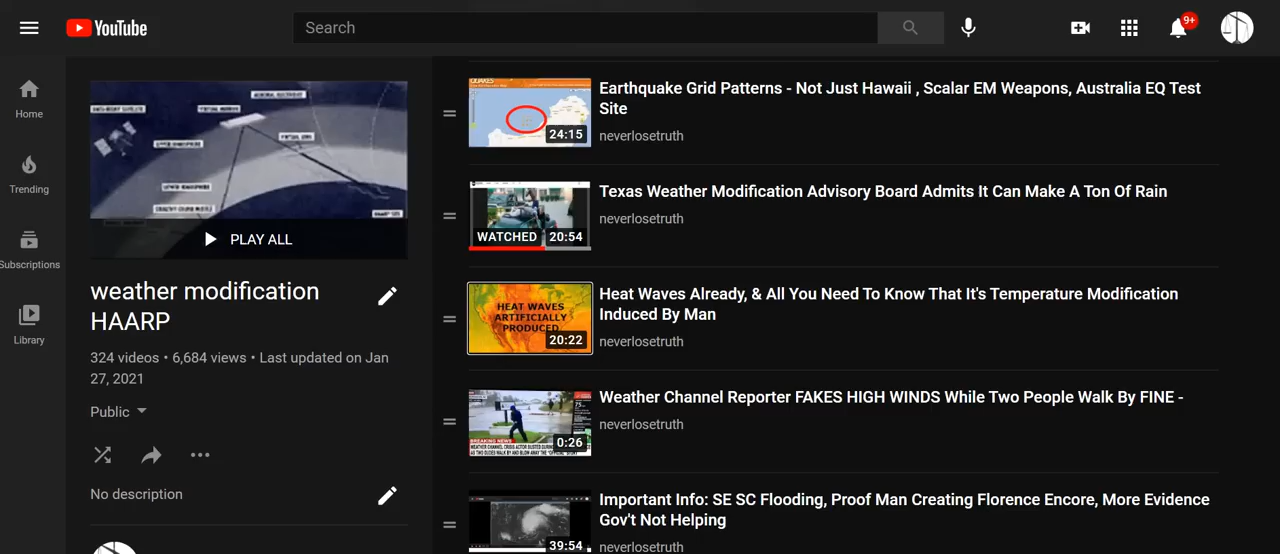 YouTube
Search
9+
Home
Trending
Subscriptions
Library
PLAY ALL
weather modification
HAARP
324 videos • 6,684 views • Last updated on Jan
27, 2021
Public
No description
24:15
Earthquake Grid Patterns - Not Just Hawaii , Scalar EM Weapons, Australia EQ Test
Site
neverlosetruth
WATCHED 20:54
Texas Weather Modification Advisory Board Admits It Can Make A Ton Of Rain
neverlosetruth
HEAT WAVES
ARTIFICIALLY
PRODUCED
20:22
Heat Waves Already, & All You Need To Know That It's Temperature Modification
Induced By Man
neverlosetruth
BREAKING NEWS
0:26
Weather Channel Reporter FAKES HIGH WINDS While Two People Walk By FINE -
neverlosetruth
39:54
Important Info: SE SC Flooding, Proof Man Creating Florence Encore, More Evidence
Gov't Not Helping
neverlosetruth